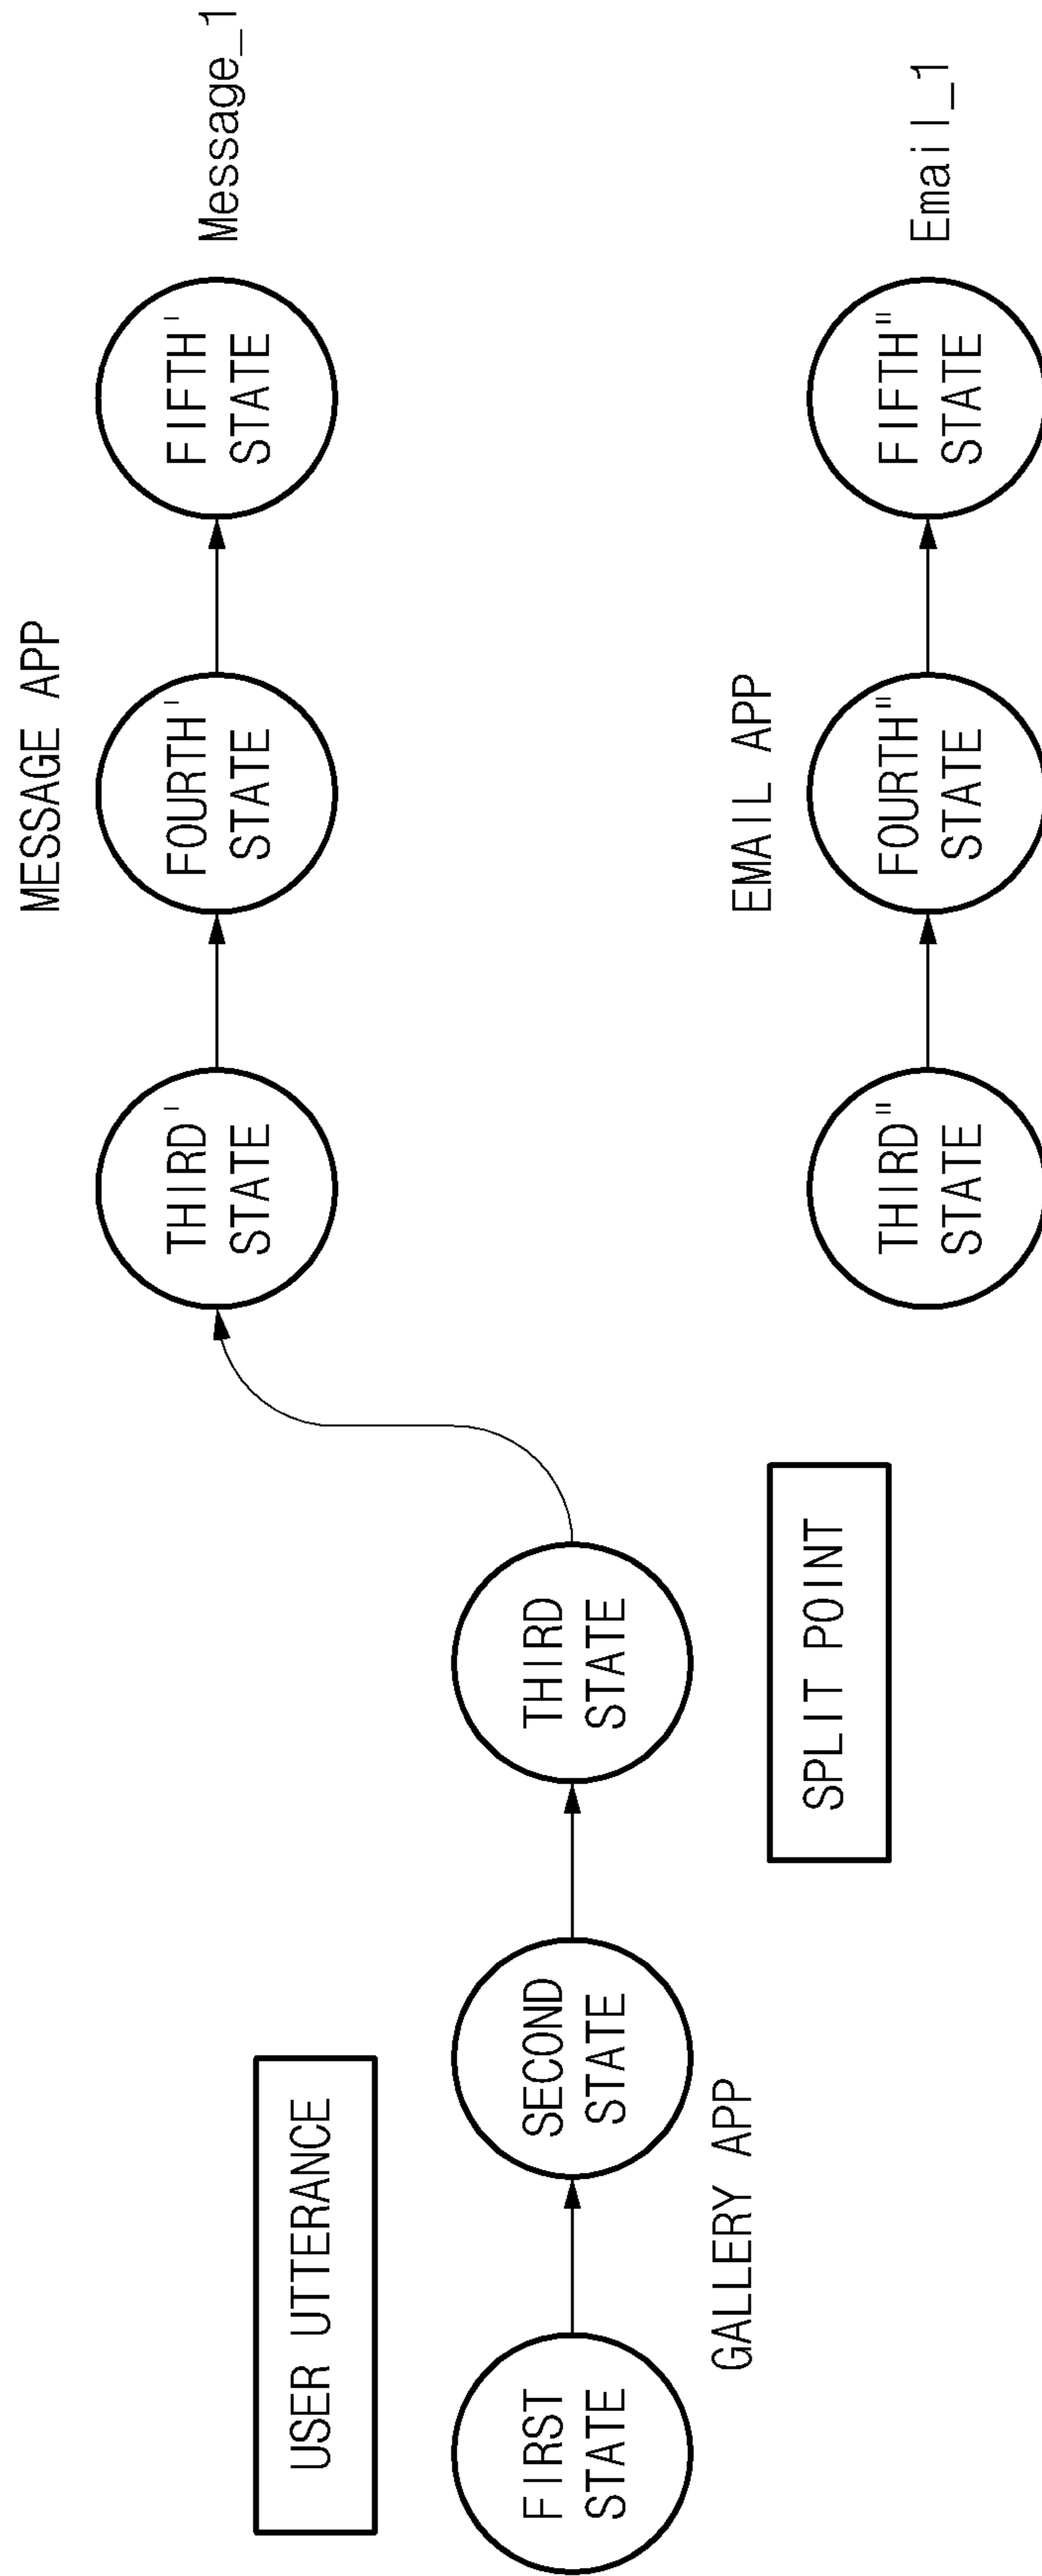 MESSAGE APP
THIRD'
STATE
FOURTH'
STATE
FIFTH'
STATE
Message_1
USER UTTERANCE
FIRST
STATE
SECOND
STATE
THIRD
STATE
GALLERY APP
SPLIT POINT
EMAIL APP
THIRD"
STATE
FOURTH"
STATE
FIFTH"
STATE
Email_1